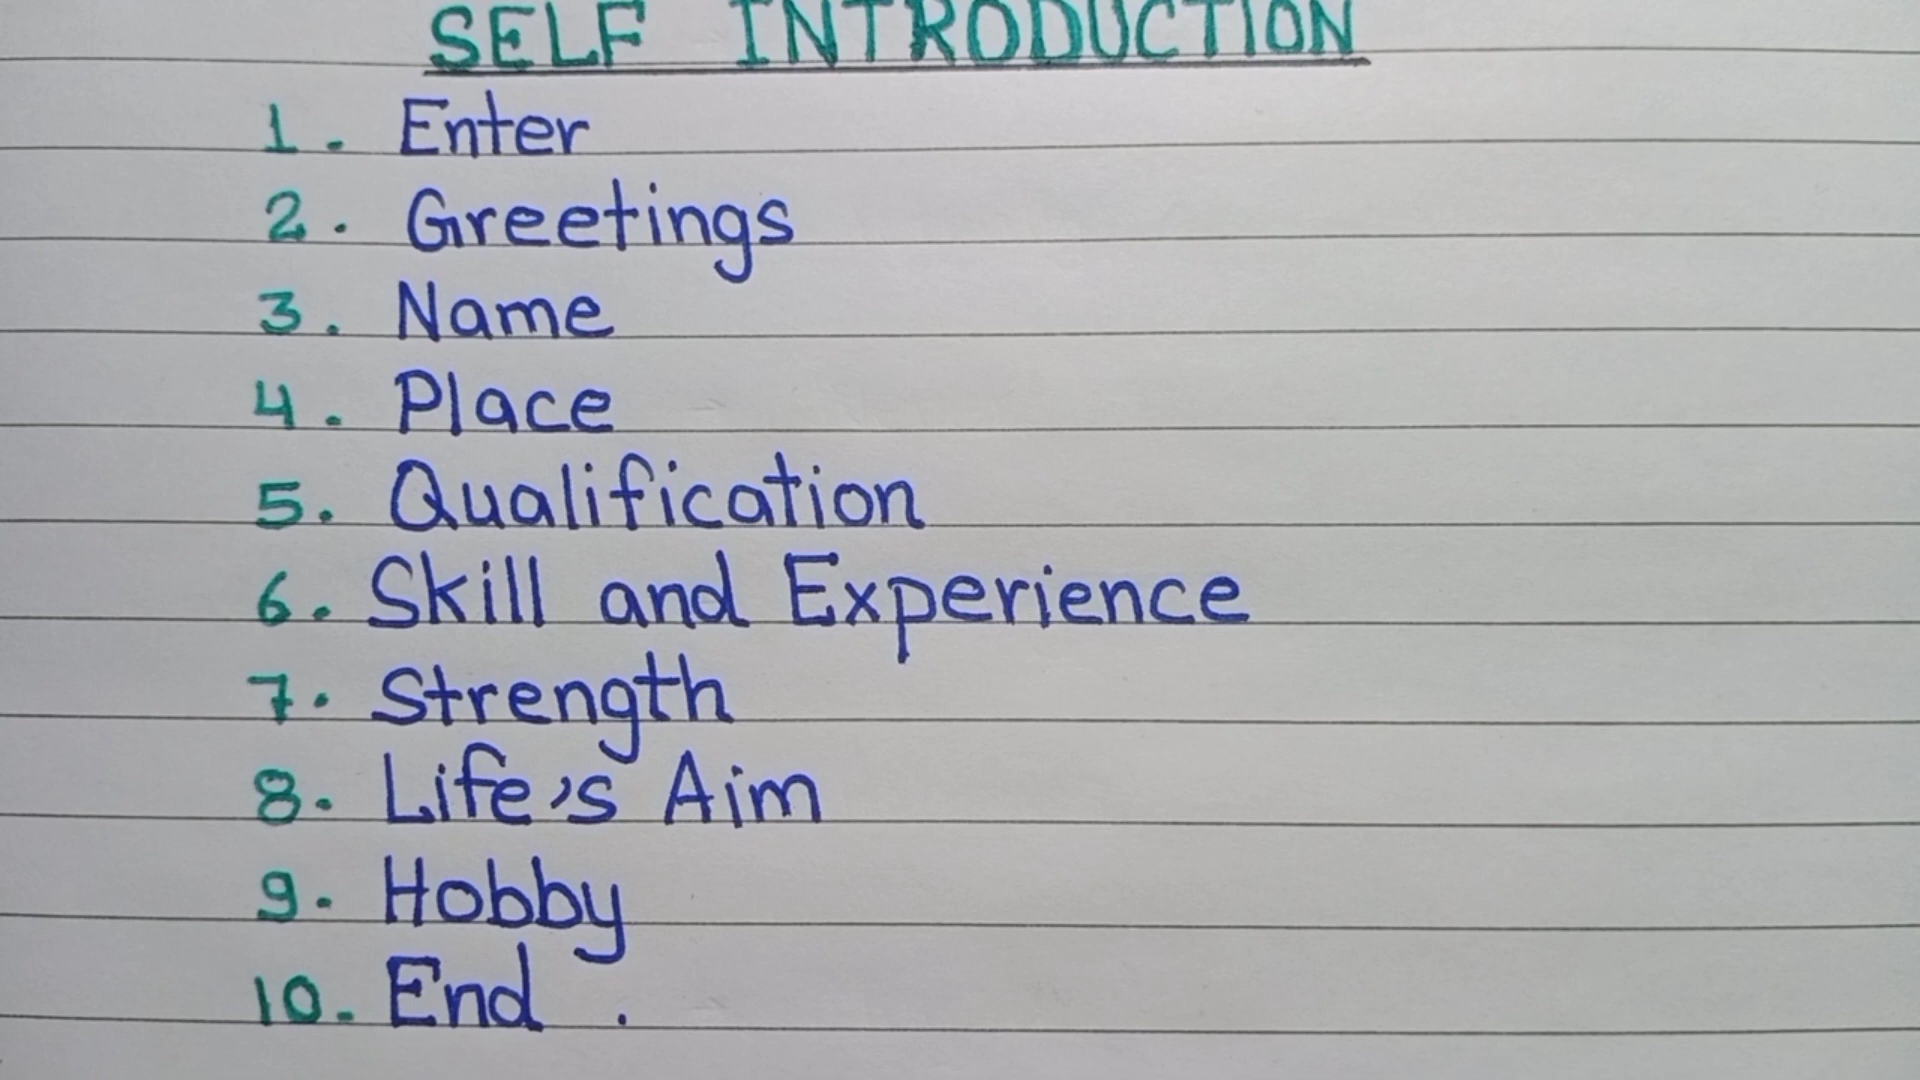 SELF INTRODUCTION
1. Enter
2. Greetings
3. Name
4. Place
5. Qualification
6. Skill and Experience
7. Strength
8. Life's Aim
9. Hobby
10. End .